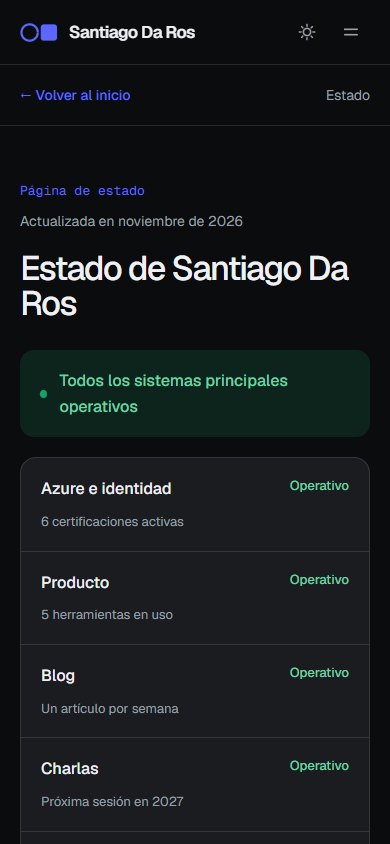 Santiago Da Ros
← Volver al inicio
Estado
Página de estado
Actualizada en noviembre de 2026
Estado de Santiago Da
Ros
Todos los sistemas principales
operativos
Azure e identidad
Operativo
6 certificaciones activas
Producto
Operativo
5 herramientas en uso
Blog
Operativo
Un artículo por semana
Charlas
Operativo
Próxima sesión en 2027